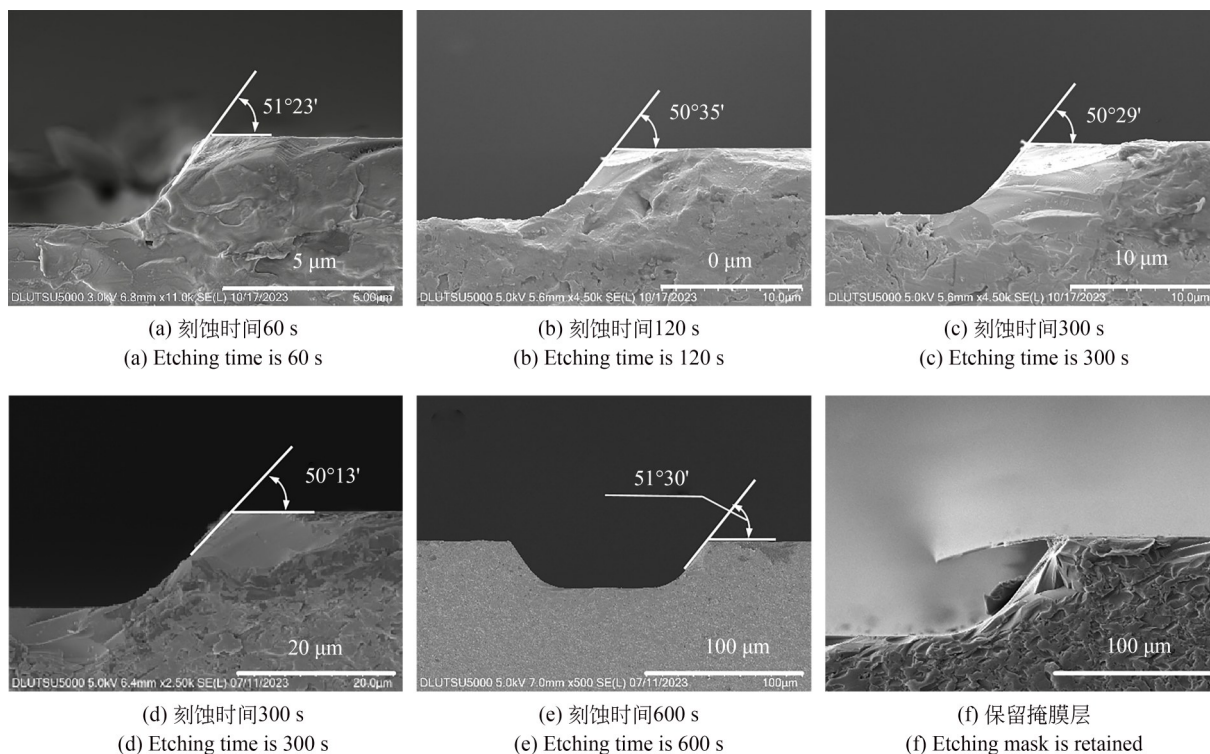 51°23'
5 μm
DLUTSU5000 3.0kV 6.8mm x11.0k SE(L) 10/17/2023 5.00μm
(a) 刻蚀时间60 s
(a) Etching time is 60 s
50°35'
0 μm
DLUTSU5000 5.0kV 5.6mm x4.50k SE(L) 10/17/2023 10.0μm
(b) 刻蚀时间120 s
(b) Etching time is 120 s
50°29'
10 μm
DLUTSU5000 5.0kV 5.6mm x4.50k SE(L) 10/17/2023 10.0μm
(c) 刻蚀时间300 s
(c) Etching time is 300 s
50°13'
20 μm
DLUTSU5000 5.0kV 6.4mm x2.50k SE(L) 07/11/2023 20.0μm
(d) 刻蚀时间300 s
(d) Etching time is 300 s
51°30'
100 μm
DLUTSU5000 5.0kV 7.0mm x500 SE(L) 07/11/2023 100μm
(e) 刻蚀时间600 s
(e) Etching time is 600 s
100 μm
(f) 保留掩膜层
(f) Etching mask is retained